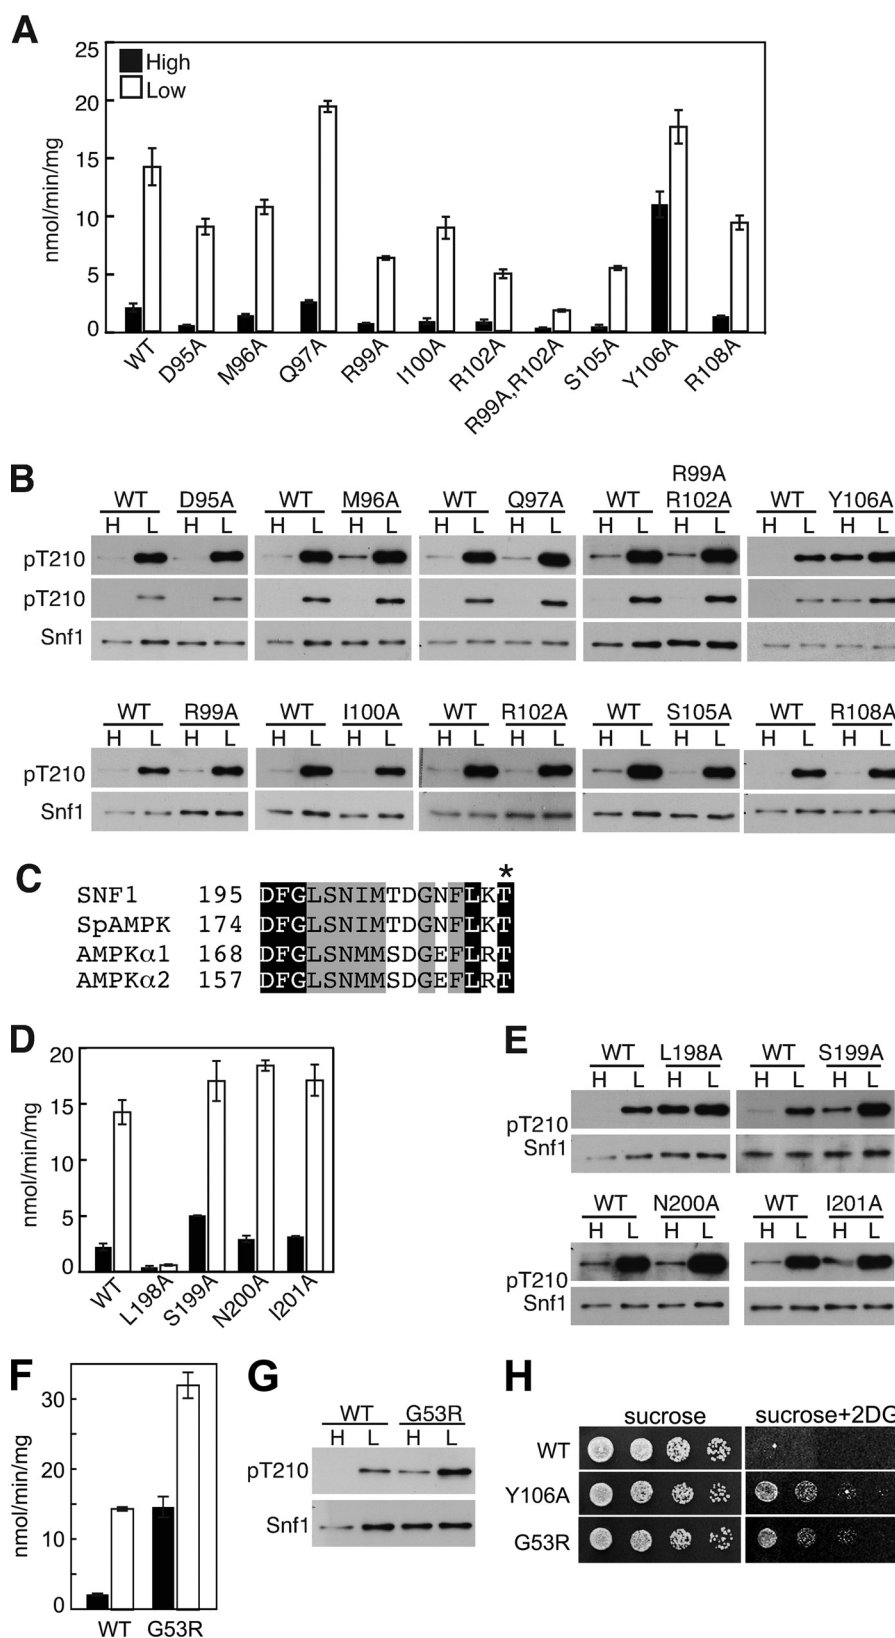 A
25
20
15
10
5
0
nmol/min/mg
High
Low
WT
D95A
M96A
Q97A
R99A
I100A
R102A
R99A,R102A
S105A
Y106A
R108A
B
WT D95A WT M96A WT Q97A WT R99A R102A WT Y106A
H L H L H L H L H L H L H L H L H L H L
pT210
pT210
Snf1
WT R99A WT I100A WT R102A WT S105A WT R108A
H L H L H L H L H L H L H L H L H L H L
pT210
Snf1
C
*
SNF1 195 DFGLSNIMTDGNFLKT
SpAMPK 174 DFGLSNIMTDGNFLKT
AMPKα1 168 DFGLSNMMSDGEFLRT
AMPKα2 157 DFGLSNMMSDGEFLRT
D
20
15
10
5
0
nmol/min/mg
WT
L198A
S199A
N200A
I201A
E
WT L198A WT S199A
H L H L H L H L
pT210
Snf1
WT N200A WT I201A
H L H L H L H L
pT210
Snf1
F
30
20
10
0
nmol/min/mg
WT G53R
G
WT G53R
H L H L
pT210
Snf1
H
sucrose sucrose+2DG
WT
Y106A
G53R